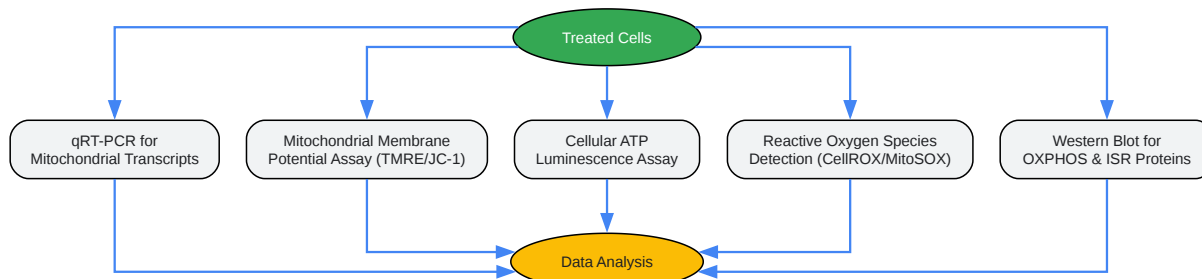 Treated Cells
qRT-PCR for
Mitochondrial Transcripts
Mitochondrial Membrane
Potential Assay (TMRE/JC-1)
Cellular ATP
Luminescence Assay
Reactive Oxygen Species
Detection (CellROX/MitoSOX)
Western Blot for
OXPHOS & ISR Proteins
Data Analysis